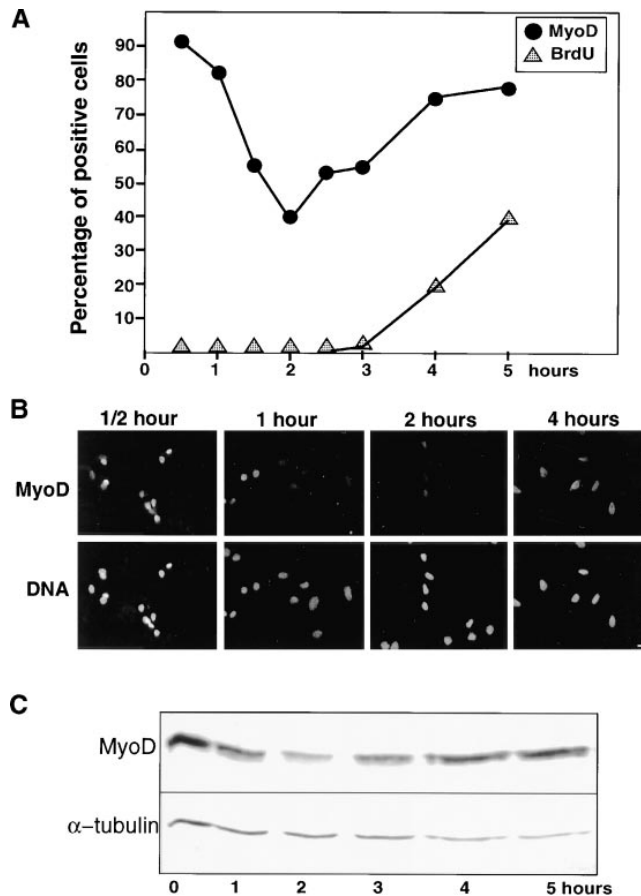 A
MyoD
BrdU
Percentage of positive cells
90
80
70
60
50
40
30
20
10
0 1 2 3 4 5 hours
B
1/2 hour 1 hour 2 hours 4 hours
MyoD
DNA
C
MyoD
α–tubulin
0 1 2 3 4 5 hours